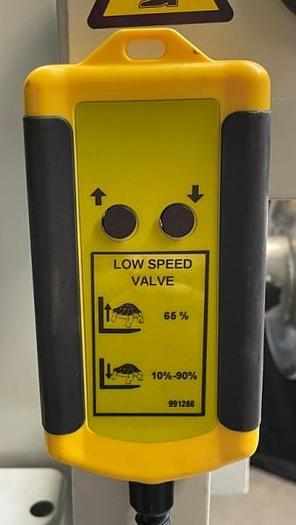 LOW SPEED
VALVE
65 %
10%-90%
991286